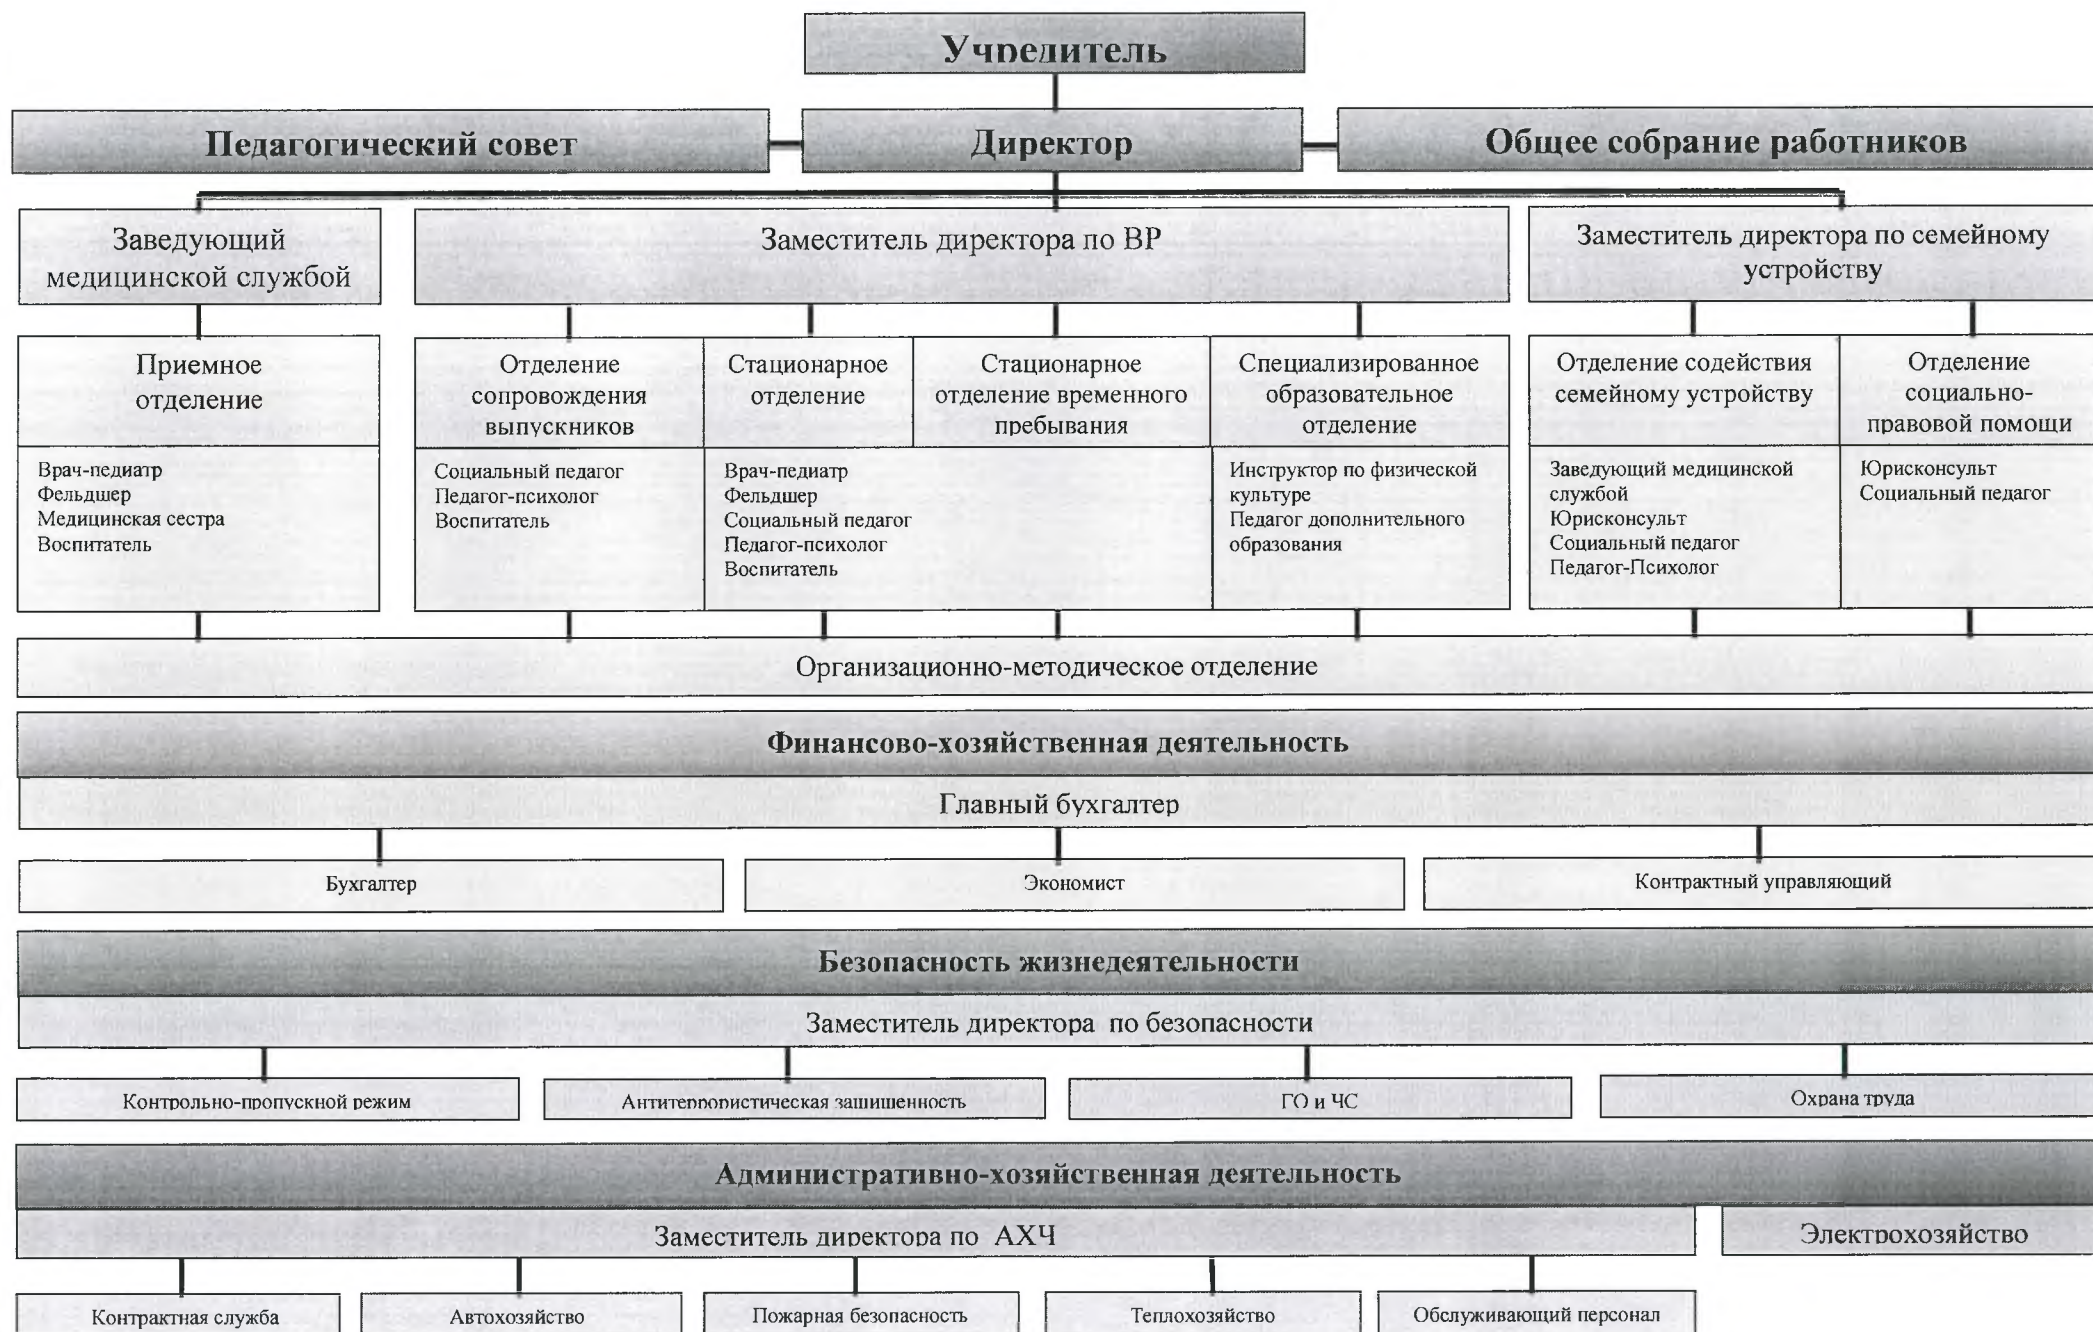 Учредитель
Педагогический совет
Директор
Общее собрание работников
Заведующий
медицинской службой
Заместитель директора по ВР
Заместитель директора по семейному
устройству
Приемное
отделение
Отделение
сопровождения
выпускников
Стационарное
отделение
Стационарное
отделение временного
пребывания
Специализированное
образовательное
отделение
Отделение содействия
семейному устройству
Отделение
социально-
правовой помощи
Врач-педиатр
Фельдшер
Медицинская сестра
Воспитатель
Социальный педагог
Педагог-психолог
Воспитатель
Врач-педиатр
Фельдшер
Социальный педагог
Педагог-психолог
Воспитатель
Инструктор по физической
культуре
Педагог дополнительного
образования
Заведующий медицинской
службой
Юрисконсульт
Социальный педагог
Педагог-Психолог
Юрисконсульт
Социальный педагог
Организационно-методическое отделение
Финансово-хозяйственная деятельность
Главный бухгалтер
Бухгалтер
Экономист
Контрактный управляющий
Безопасность жизнедеятельности
Заместитель директора по безопасности
Контрольно-пропускной режим
Антитеррористическая защищенность
ГО и ЧС
Охрана труда
Административно-хозяйственная деятельность
Заместитель директора по АХЧ
Электрохозяйство
Контрактная служба
Автохозяйство
Пожарная безопасность
Теплохозяйство
Обслуживающий персонал